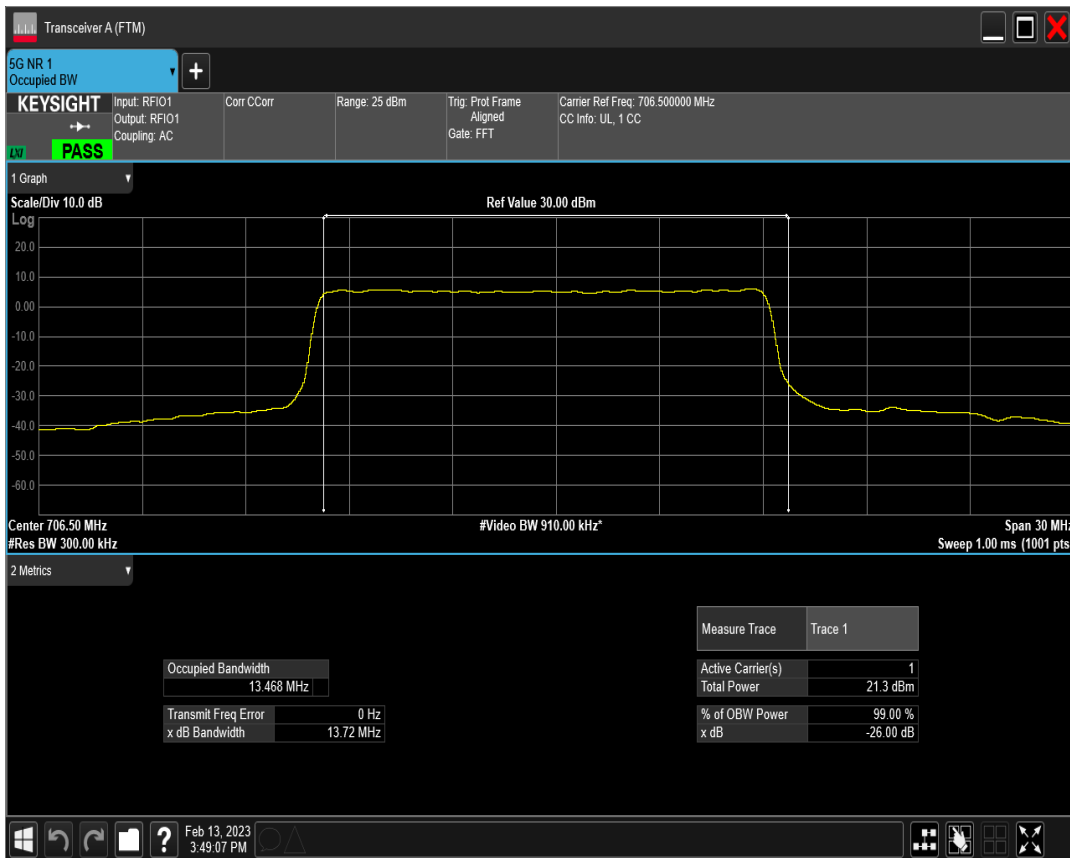 Transceiver A (FTM)
5G NR 1
Occupied BW
+
KEYSIGHT
LXI
PASS
Input: RFIO1
Output: RFIO1
Coupling: AC
Corr CCorr
Range: 25 dBm
Trig: Prot Frame
Aligned
Gate: FFT
Carrier Ref Freq: 706.500000 MHz
CC Info: UL, 1 CC
1 Graph
Scale/Div 10.0 dB
Ref Value 30.00 dBm
Log
20.0
10.0
0.00
-10.0
-20.0
-30.0
-40.0
-50.0
-60.0
Center 706.50 MHz
#Video BW 910.00 kHz*
Span 30 MHz
#Res BW 300.00 kHz
Sweep 1.00 ms (1001 pts
2 Metrics
Measure Trace
Trace 1
Occupied Bandwidth
13.468 MHz
Active Carrier(s)
1
Total Power
21.3 dBm
Transmit Freq Error
0 Hz
x dB Bandwidth
13.72 MHz
% of OBW Power
99.00 %
x dB
-26.00 dB
?
Feb 13, 2023
3:49:07 PM